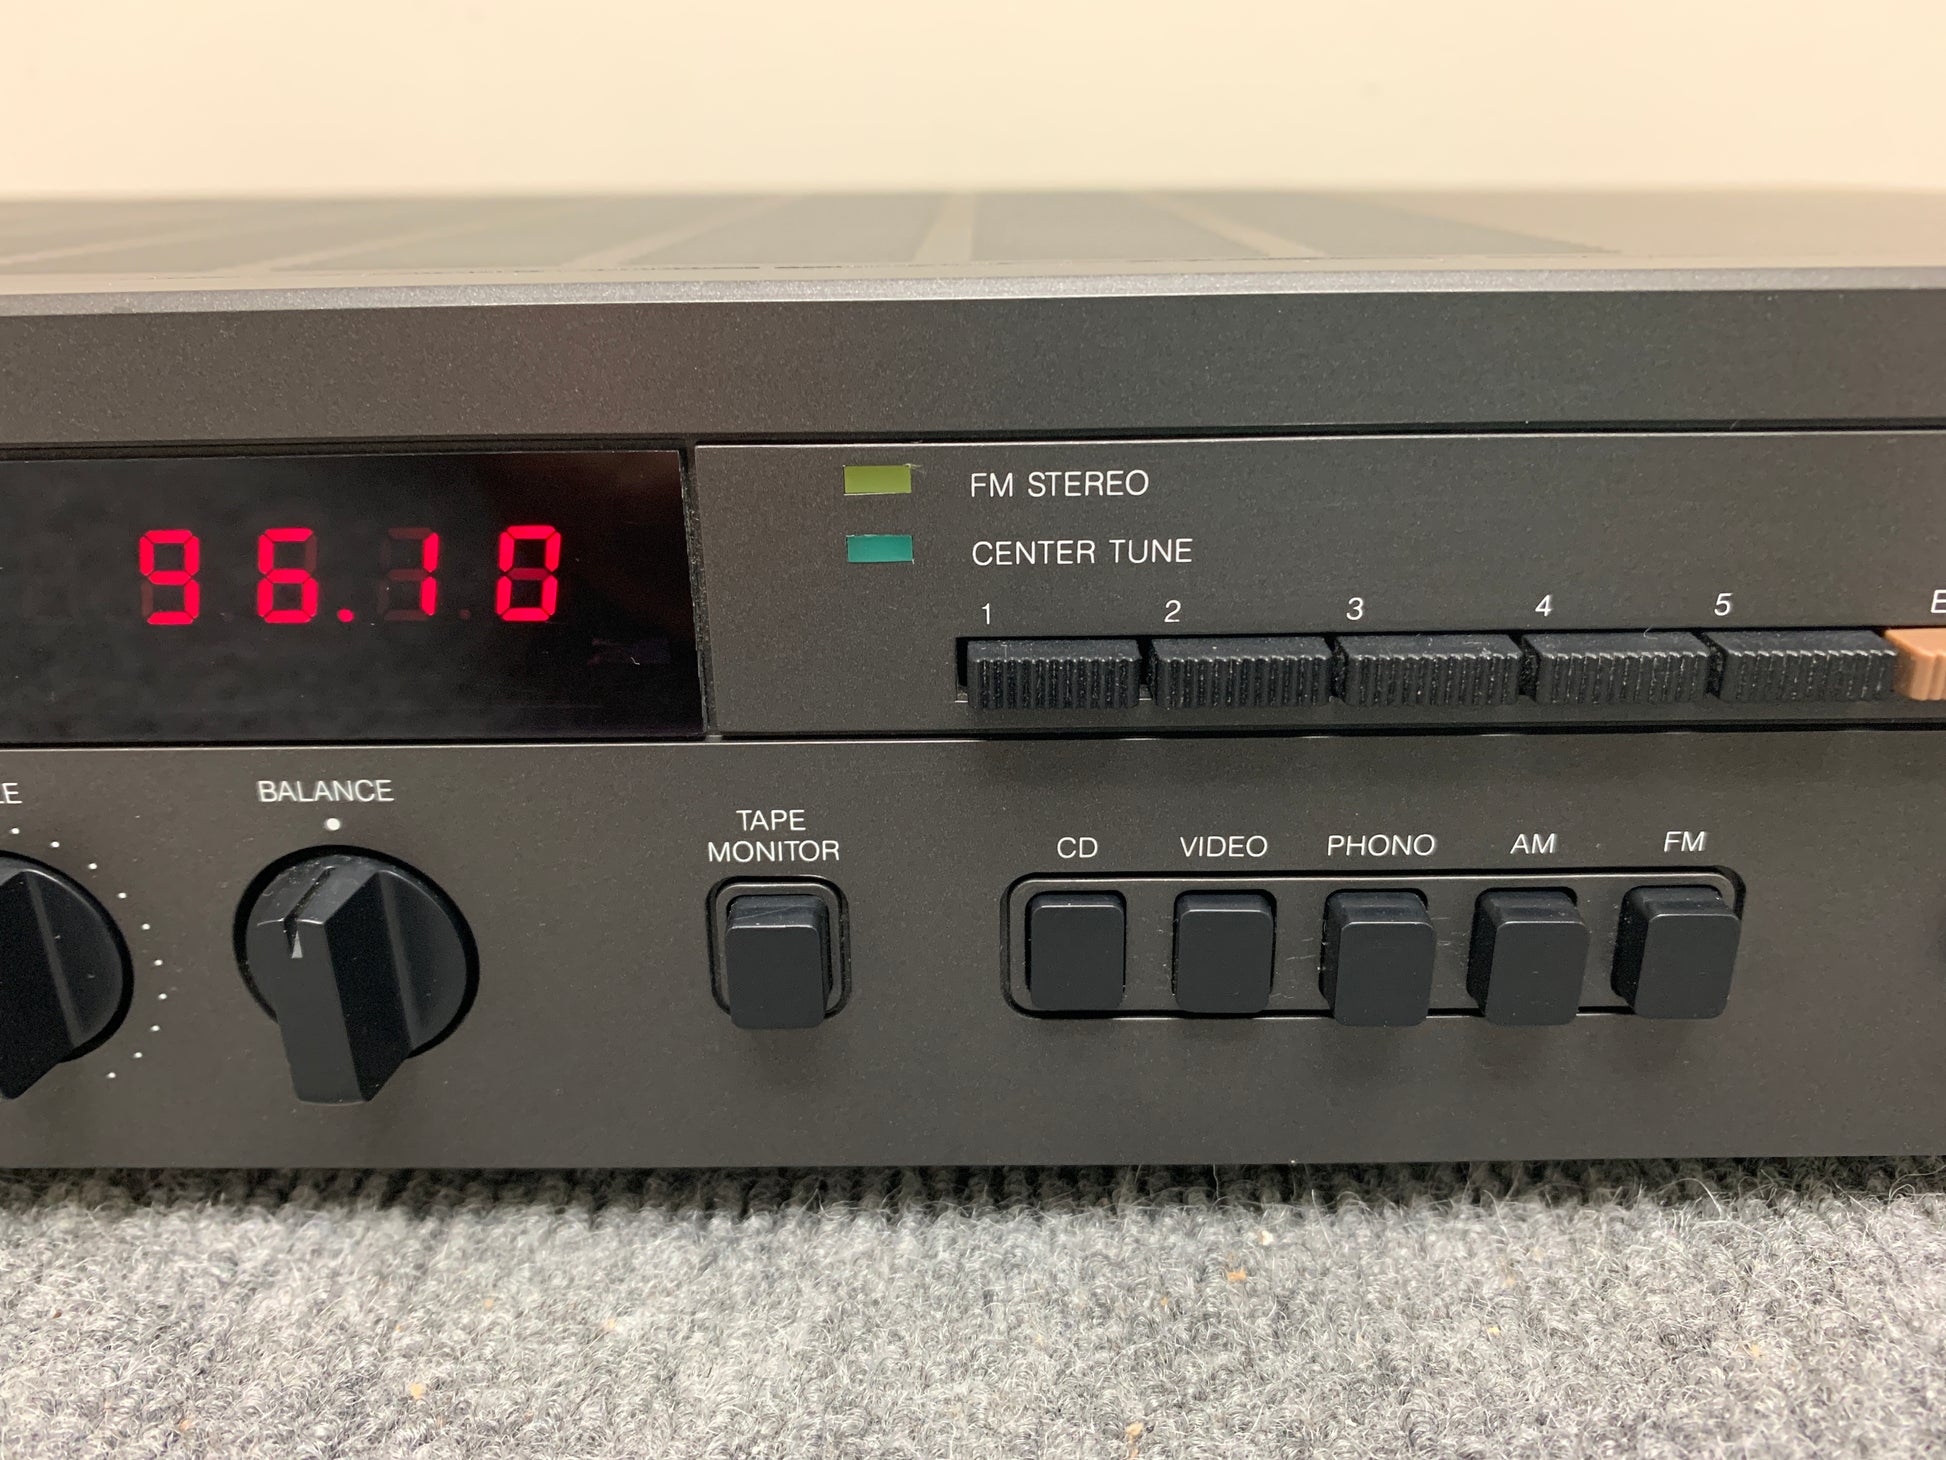 96.10
FM STEREO
CENTER TUNE
1 2 3 4 5
BALANCE
TAPE
MONITOR
CD VIDEO PHONO AM FM